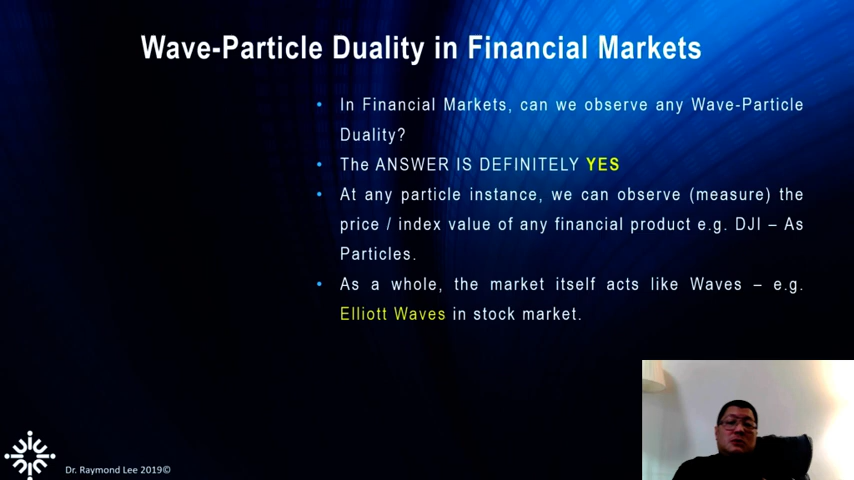 Wave-Particle Duality in Financial Markets
• In Financial Markets, can we observe any Wave-Particle
Duality?
• The ANSWER IS DEFINITELY YES
• At any particle instance, we can observe (measure) the
price / index value of any financial product e.g. DJI – As
Particles.
• As a whole, the market itself acts like Waves – e.g.
Elliott Waves in stock market.
Dr. Raymond Lee 2019©